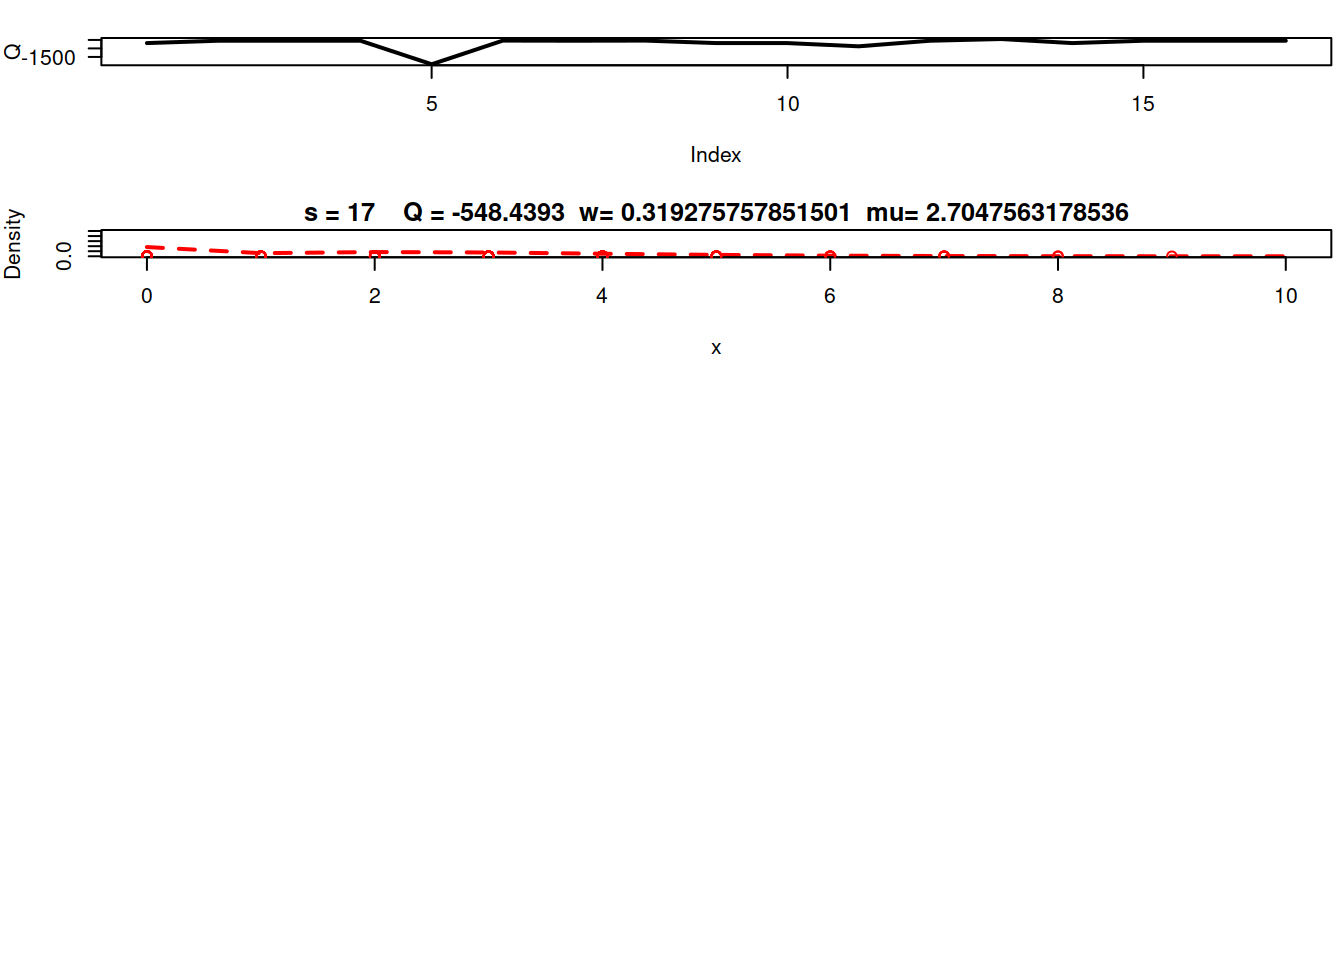 Q
-1500
5 10 15
Index
s = 17 Q = -548.4393 w= 0.319275757851501 mu= 2.7047563178536
Density
0.0
0 2 4 6 8 10
x